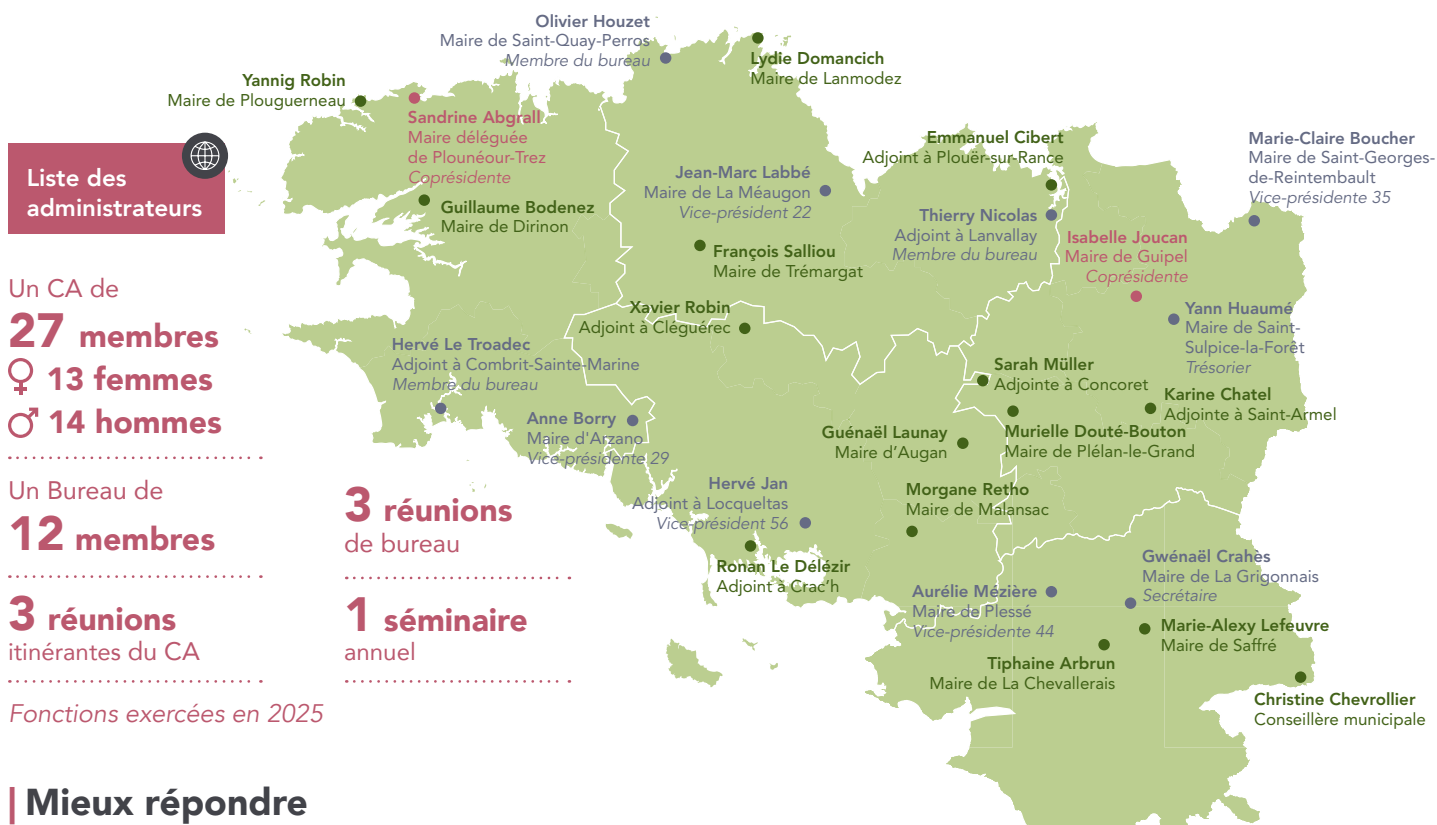 Liste des
administrateurs
Un CA de
27 membres
13 femmes
14 hommes
Un Bureau de
12 membres
3 réunions
itinérantes du CA
3 réunions
de bureau
1 séminaire
annuel
Fonctions exercées en 2025
Olivier Houzet
Maire de Saint-Quay-Perros
Membre du bureau
Lydie Domancich
Maire de Lanmodez
Yannig Robin
Maire de Plouguerneau
Sandrine Abgrall
Maire déléguée
de Plounéour-Trez
Coprésidente
Guillaume Bodenez
Maire de Dirinon
Jean-Marc Labbé
Maire de La Méaugon
Vice-président 22
François Salliou
Maire de Trémargat
Emmanuel Cibert
Adjoint à Plouër-sur-Rance
Thierry Nicolas
Adjoint à Lanvallay
Membre du bureau
Marie-Claire Boucher
Maire de Saint-Georges-
de-Reintembault
Vice-présidente 35
Isabelle Joucan
Maire de Guipel
Coprésidente
Yann Huaumé
Maire de Saint-
Sulpice-la-Forêt
Trésorier
Xavier Robin
Adjoint à Cléguérec
Hervé Le Troadec
Adjoint à Combrit-Sainte-Marine
Membre du bureau
Anne Borry
Maire d'Arzano
Vice-présidente 29
Sarah Müller
Adjointe à Concoret
Karine Chatel
Adjointe à Saint-Armel
Murielle Douté-Bouton
Maire de Plélan-le-Grand
Guénaël Launay
Maire d’Augan
Hervé Jan
Adjoint à Locqueltas
Vice-président 56
Morgane Retho
Maire de Malansac
Ronan Le Délézir
Adjoint à Crac’h
Aurélie Mézière
Maire de Plessé
Vice-présidente 44
Gwénaël Crahès
Maire de La Grigonnais
Secrétaire
Marie-Alexy Lefeuvre
Maire de Saffré
Tiphaine Arbrun
Maire de La Chevallerais
Christine Chevrollier
Conseillère municipale
Mieux répondre